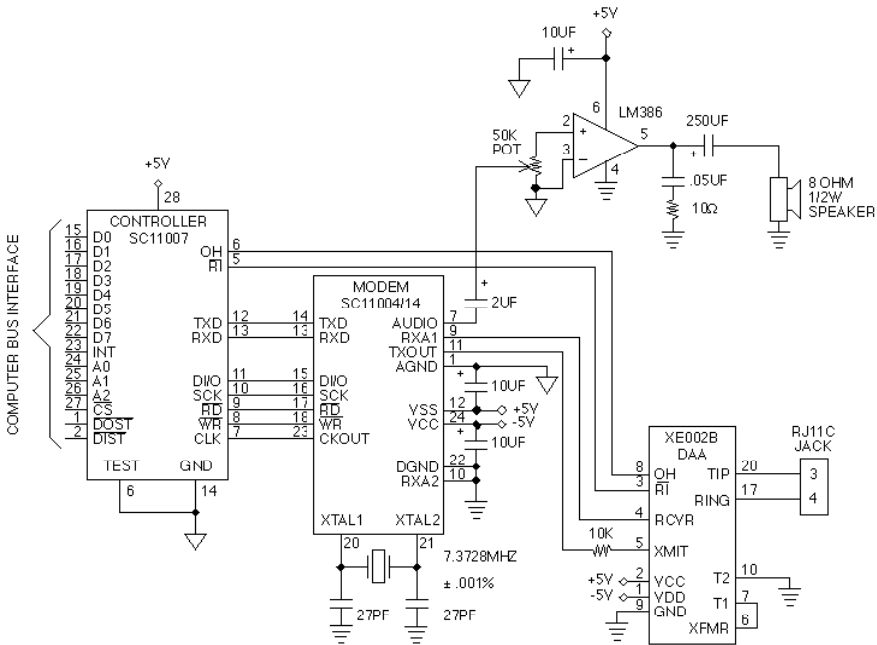 +5V
10UF
+
6
LM386
2
+
50K
POT
3
−
5
4
250UF
+
.05UF
10Ω
8 OHM
1/2W
SPEAKER
+5V
28
CONTROLLER
SC11007
COMPUTER BUS INTERFACE
15 D0
16 D1
17 D2
18 D3
19 D4
20 D5
21 D6
22 D7
23 INT
24 A0
25 A1
26 A2
27 CS
1 DOST
2 DIST
OH 6
RI 5
TXD 12
RXD 13
DI/O 11
SCK 10
RD 9
WR 8
CLK 7
TEST
GND
6
14
MODEM
SC11004/14
14 TXD
13 RXD
15 DI/O
16 SCK
17 RD
18 WR
23 CKOUT
AUDIO 7
RXA1 9
TXOUT 11
AGND 1
VSS 12
VCC 24
DGND 22
RXA2 10
XTAL1
XTAL2
20
21
+
2UF
+
10UF
+5V
-5V
+
10UF
7.3728MHZ
± .001%
27PF
27PF
XE002B
DAA
8 OH
3 RI
4 RCYR
10K
5 XMIT
+5V 2 VCC
-5V 1 VDD
9 GND
TIP 20
RING 17
T2 10
T1 7
XFMR 6
RJ11C
JACK
3
4